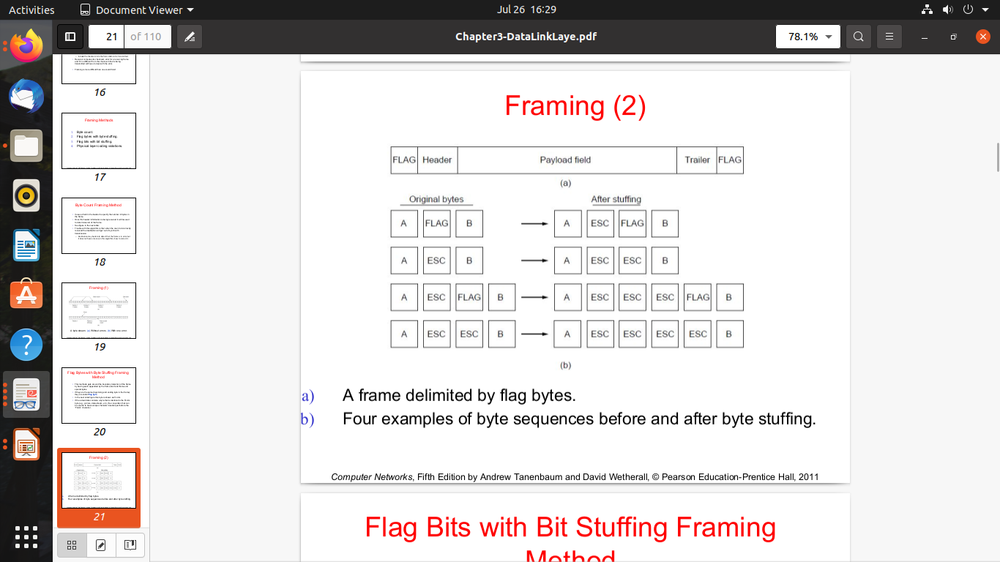 Activities Document Viewer Jul 26 16:29
21 of 110 Chapter3-DataLinkLaye.pdf 78.1%
16
Framing Methods
1. Byte count.
2. Flag bytes with byte stuffing.
3. Flag bits with bit stuffing.
4. Physical layer coding violations.
17
Byte Count Framing Method
18
Framing (1)
19
Flag Bytes with Byte Stuffing Framing
Method
20
Framing (2)
21
Framing (2)
FLAG Header Payload field Trailer FLAG
(a)
Original bytes After stuffing
A FLAG B A ESC FLAG B
A ESC B A ESC ESC B
A ESC FLAG B A ESC ESC ESC FLAG B
A ESC ESC B A ESC ESC ESC ESC B
(b)
a) A frame delimited by flag bytes.
b) Four examples of byte sequences before and after byte stuffing.
Computer Networks, Fifth Edition by Andrew Tanenbaum and David Wetherall, © Pearson Education-Prentice Hall, 2011
Flag Bits with Bit Stuffing Framing
Method